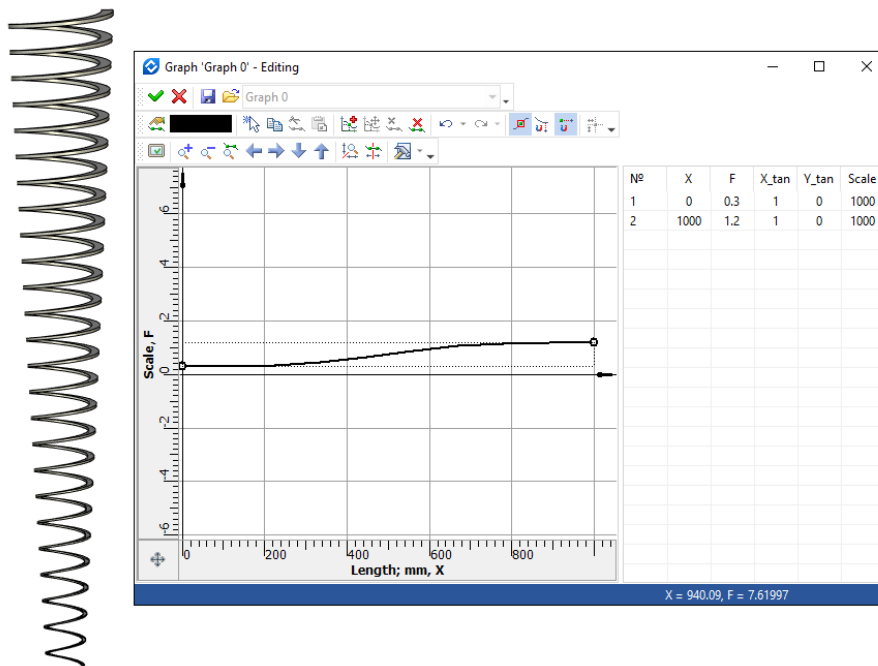 Graph 'Graph 0' - Editing
Graph 0
Nº X F X_tan Y_tan Scale
1 0 0.3 1 0 1000
2 1000 1.2 1 0 1000
Scale, F
6
4
2
0
-2
-4
-6
0 200 400 600 800
Length; mm, X
X = 940.09, F = 7.61997